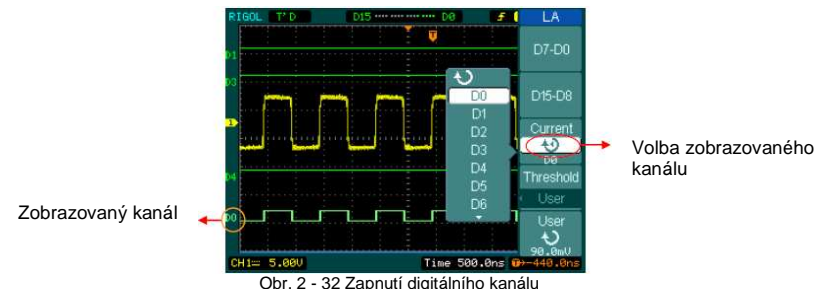 RIGOL T'D D15 ···· ···· ···· ···· D0 LA
D7-D0
D15-D8
Current
D0
Threshold
User
User
90.0mV
D1
D3
1
D4
D0
D0
D1
D2
D3
D4
D5
D6
CH1 5.00V Time 500.0ns T→-440.0ns
Volba zobrazovaného
kanálu
Zobrazovaný kanál
Obr. 2 - 32 Zapnutí digitálního kanálu